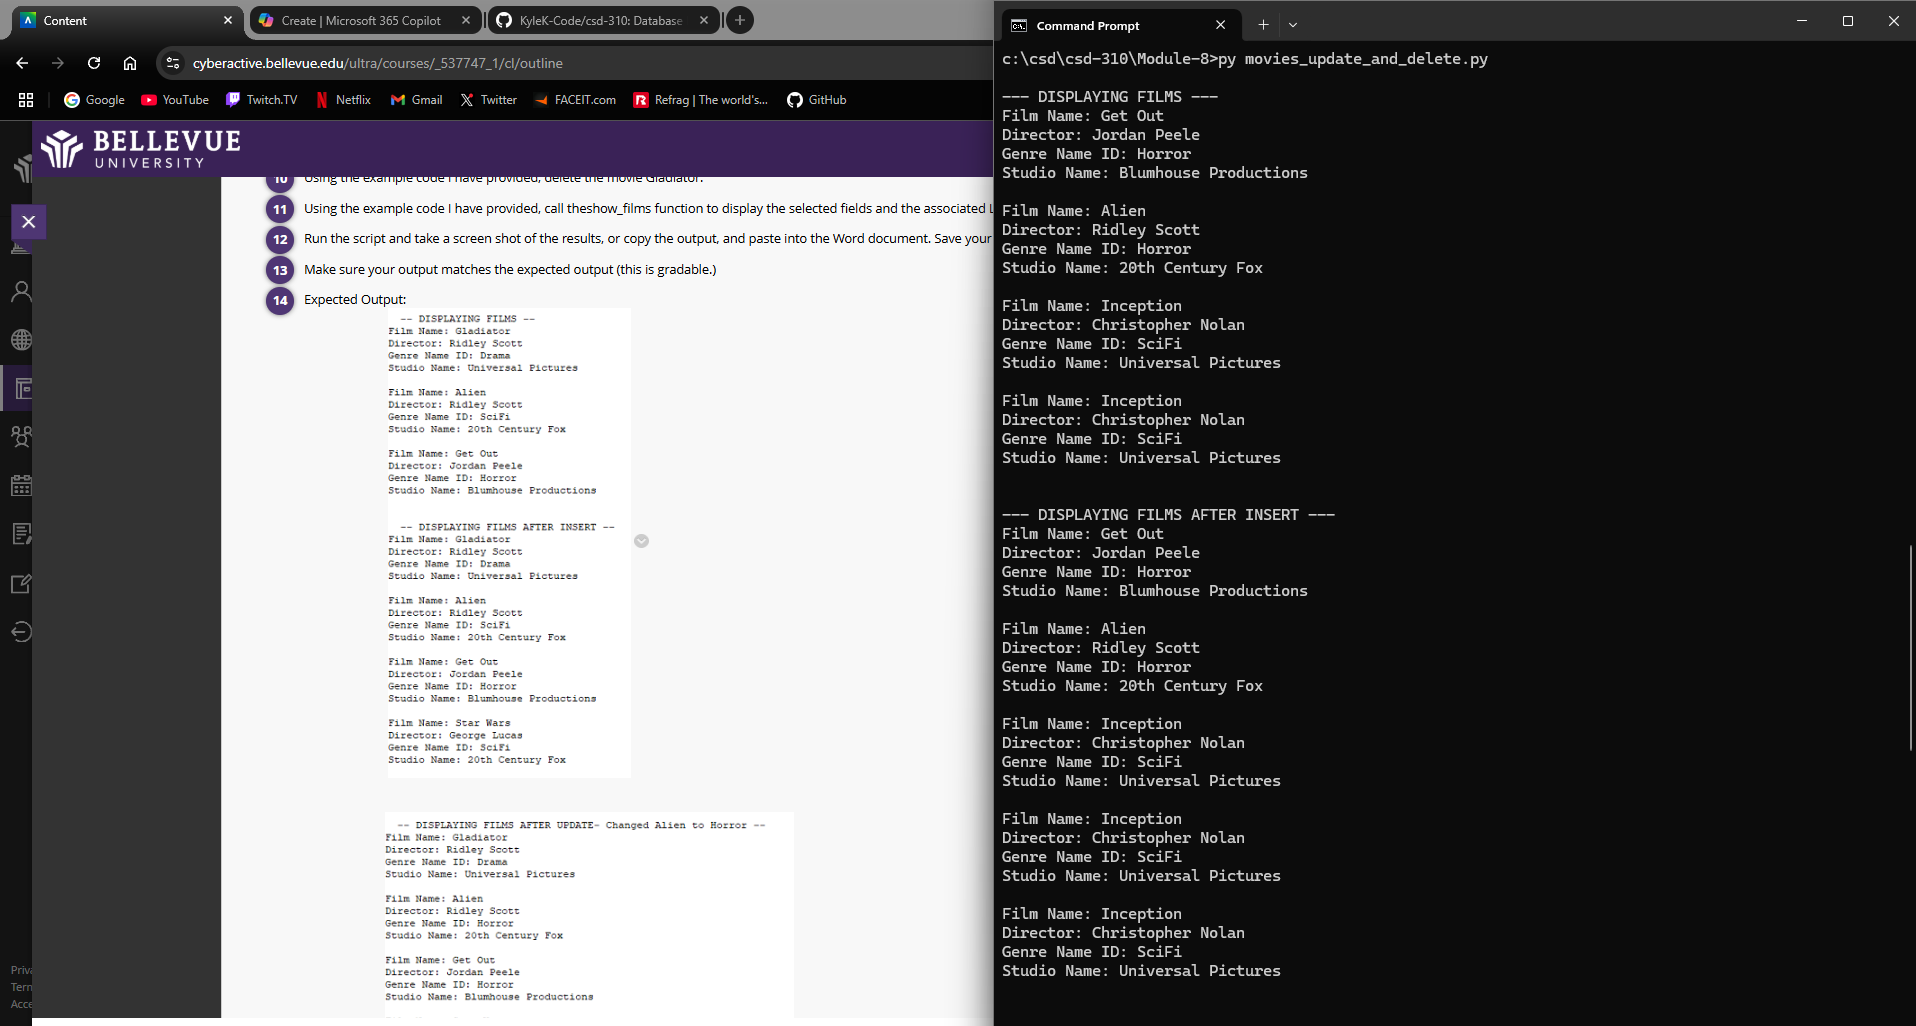 Content
Create | Microsoft 365 Copilot
KyleK-Code/csd-310: Database
cyberactive.bellevue.edu/ultra/courses/_537747_1/cl/outline
Google
YouTube
Twitch.TV
Netflix
Gmail
Twitter
FACEIT.com
Refrag | The world's...
GitHub
BELLEVUE
UNIVERSITY
10 Using the example code I have provided, delete the movie Gladiator.
11 Using the example code I have provided, call theshow_films function to display the selected fields and the associated
12 Run the script and take a screen shot of the results, or copy the output, and paste into the Word document. Save your
13 Make sure your output matches the expected output (this is gradable.)
14 Expected Output:
-- DISPLAYING FILMS --
Film Name: Gladiator
Director: Ridley Scott
Genre Name ID: Drama
Studio Name: Universal Pictures
Film Name: Alien
Director: Ridley Scott
Genre Name ID: SciFi
Studio Name: 20th Century Fox
Film Name: Get Out
Director: Jordan Peele
Genre Name ID: Horror
Studio Name: Blumhouse Productions
-- DISPLAYING FILMS AFTER INSERT --
Film Name: Gladiator
Director: Ridley Scott
Genre Name ID: Drama
Studio Name: Universal Pictures
Film Name: Alien
Director: Ridley Scott
Genre Name ID: SciFi
Studio Name: 20th Century Fox
Film Name: Get Out
Director: Jordan Peele
Genre Name ID: Horror
Studio Name: Blumhouse Productions
Film Name: Star Wars
Director: George Lucas
Genre Name ID: SciFi
Studio Name: 20th Century Fox
-- DISPLAYING FILMS AFTER UPDATE- Changed Alien to Horror --
Film Name: Gladiator
Director: Ridley Scott
Genre Name ID: Drama
Studio Name: Universal Pictures
Film Name: Alien
Director: Ridley Scott
Genre Name ID: Horror
Studio Name: 20th Century Fox
Film Name: Get Out
Director: Jordan Peele
Genre Name ID: Horror
Studio Name: Blumhouse Productions
Priva
Term
Acce
Command Prompt
c:\csd\csd-310\Module-8>py movies_update_and_delete.py
--- DISPLAYING FILMS ---
Film Name: Get Out
Director: Jordan Peele
Genre Name ID: Horror
Studio Name: Blumhouse Productions
Film Name: Alien
Director: Ridley Scott
Genre Name ID: Horror
Studio Name: 20th Century Fox
Film Name: Inception
Director: Christopher Nolan
Genre Name ID: SciFi
Studio Name: Universal Pictures
Film Name: Inception
Director: Christopher Nolan
Genre Name ID: SciFi
Studio Name: Universal Pictures
--- DISPLAYING FILMS AFTER INSERT ---
Film Name: Get Out
Director: Jordan Peele
Genre Name ID: Horror
Studio Name: Blumhouse Productions
Film Name: Alien
Director: Ridley Scott
Genre Name ID: Horror
Studio Name: 20th Century Fox
Film Name: Inception
Director: Christopher Nolan
Genre Name ID: SciFi
Studio Name: Universal Pictures
Film Name: Inception
Director: Christopher Nolan
Genre Name ID: SciFi
Studio Name: Universal Pictures
Film Name: Inception
Director: Christopher Nolan
Genre Name ID: SciFi
Studio Name: Universal Pictures